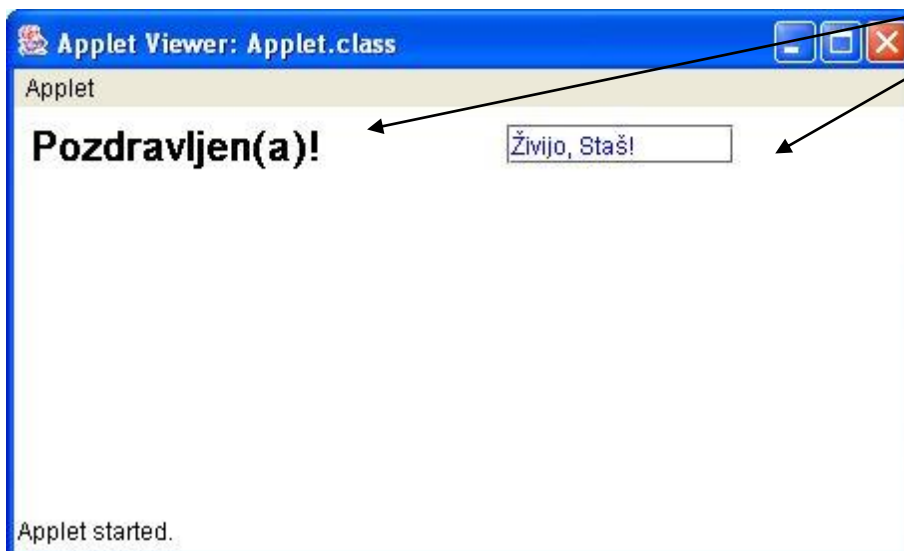 Applet Viewer: Applet.class
Applet
Pozdravljen(a)!
Živijo, Staš!
Applet started.